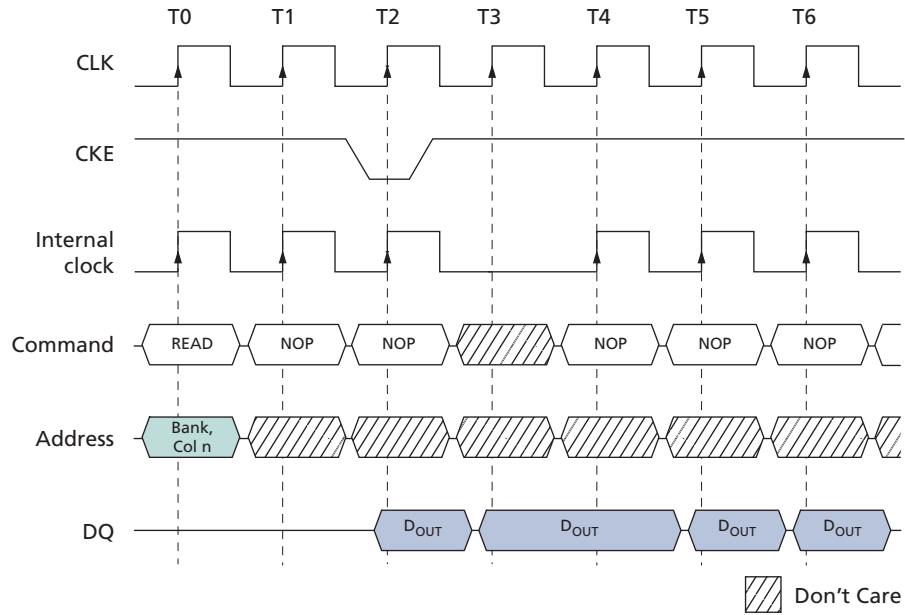 T0 T1 T2 T3 T4 T5 T6
CLK
CKE
Internal
clock
Command READ NOP NOP NOP NOP NOP
Address Bank,
Col n
DQ DOUT DOUT DOUT DOUT
Don't Care